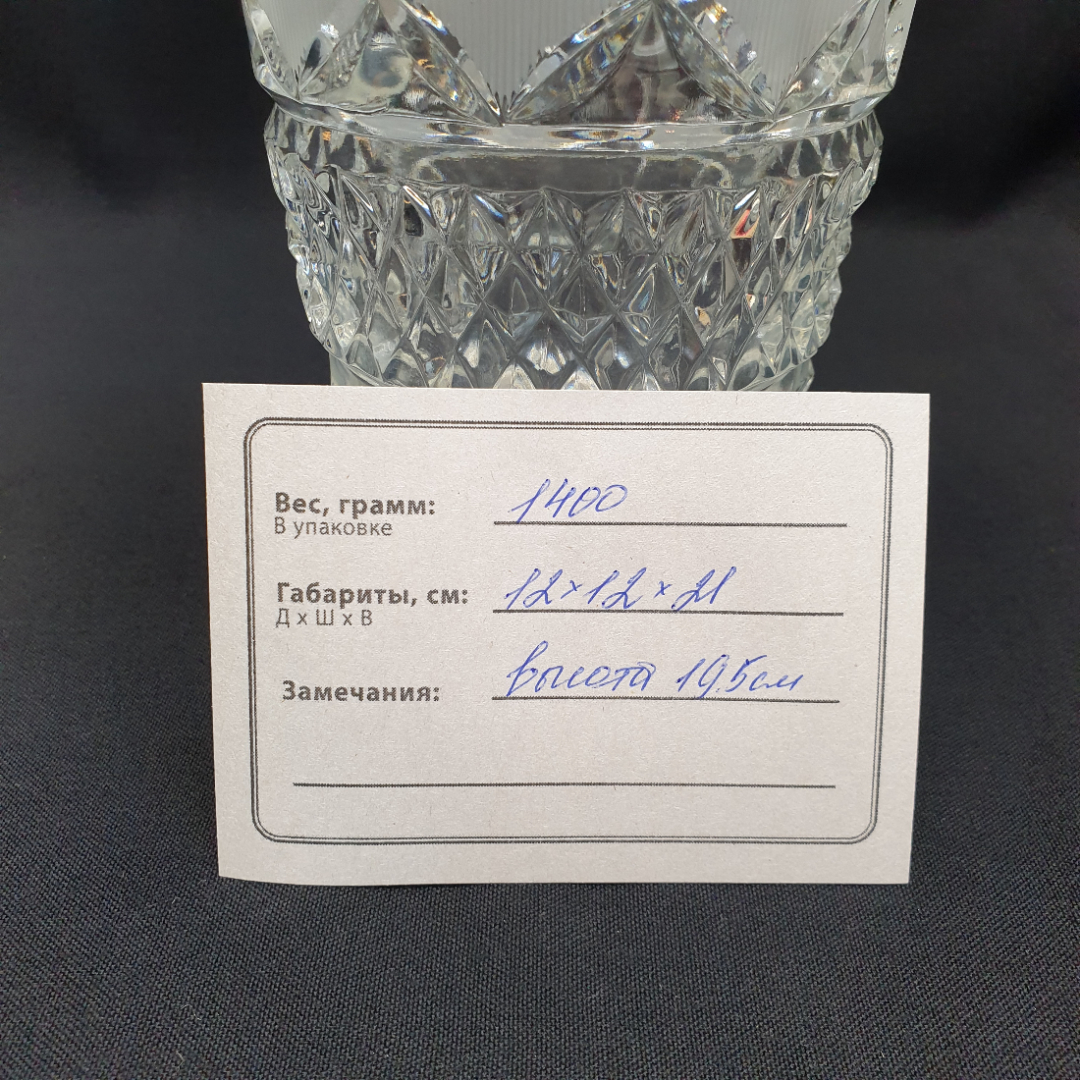 Вес, грамм: 1400
В упаковке
Габариты, см: 12×12×21
Д х Ш х В
Замечания: высота 19,5см